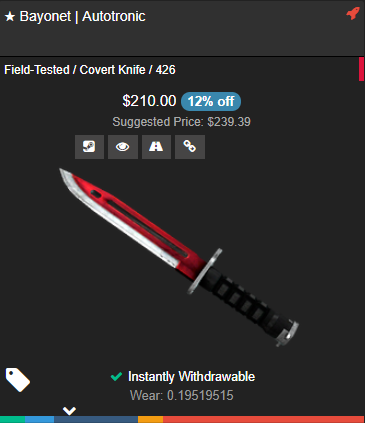 ★ Bayonet | Autotronic
Field-Tested / Covert Knife / 426
$210.00 12% off
Suggested Price: $239.39
Instantly Withdrawable
Wear: 0.19519515